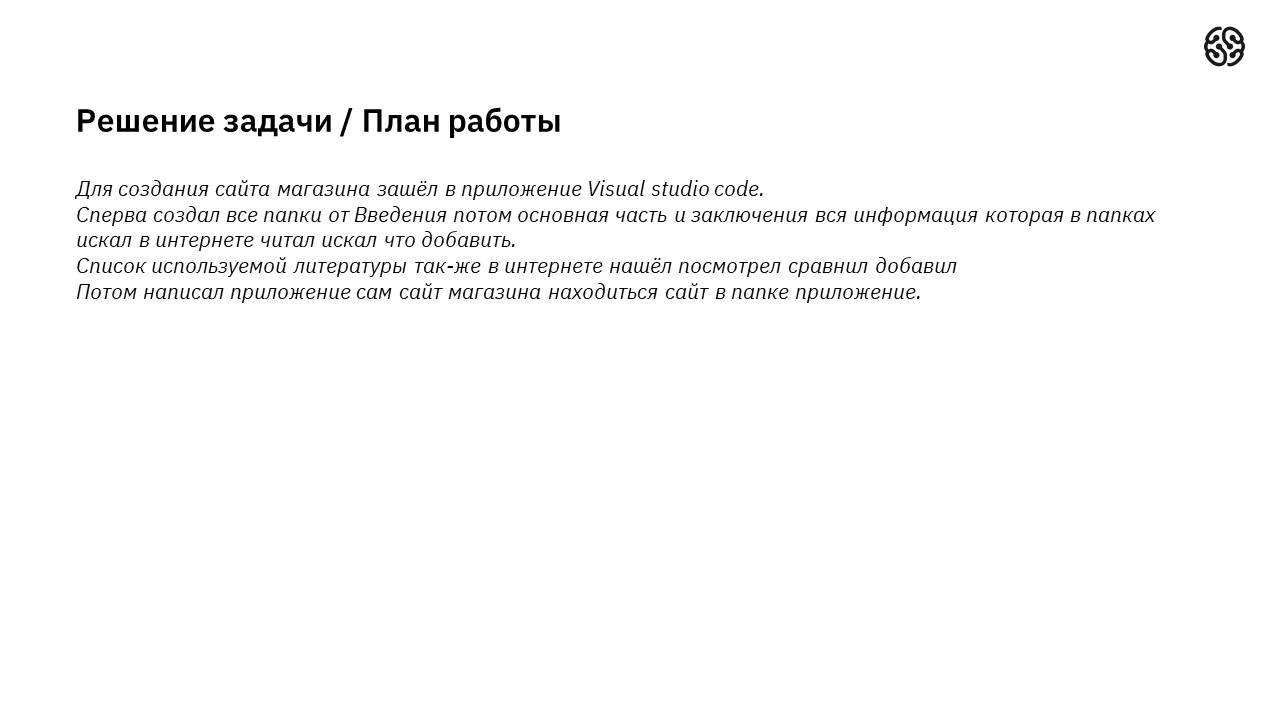 Решение задачи / План работы
Для создания сайта магазина зашёл в приложение Visual studio code.
Сперва создал все папки от Введения потом основная часть и заключения вся информация которая в папках
искал в интернете читал искал что добавить.
Список используемой литературы так-же в интернете нашёл посмотрел сравнил добавил
Потом написал приложение сам сайт магазина находиться сайт в папке приложение.